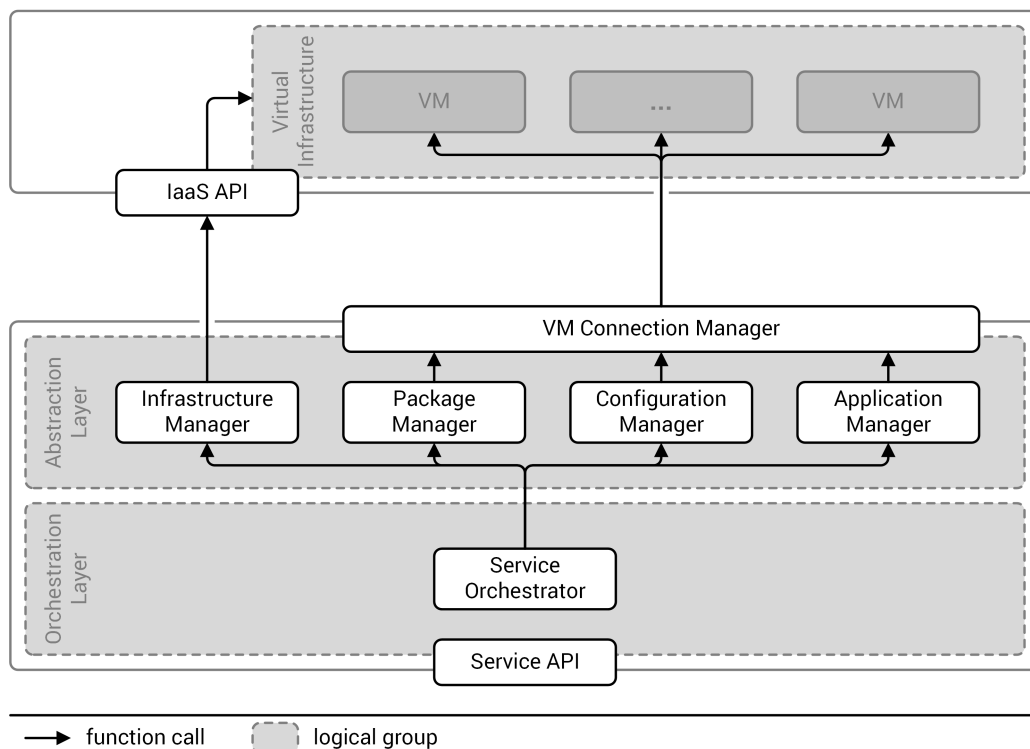 Virtual
Infrastructure
VM
...
VM
IaaS API
VM Connection Manager
Abstraction
Layer
Infrastructure
Manager
Package
Manager
Configuration
Manager
Application
Manager
Orchestration
Layer
Service
Orchestrator
Service API
function call
logical group